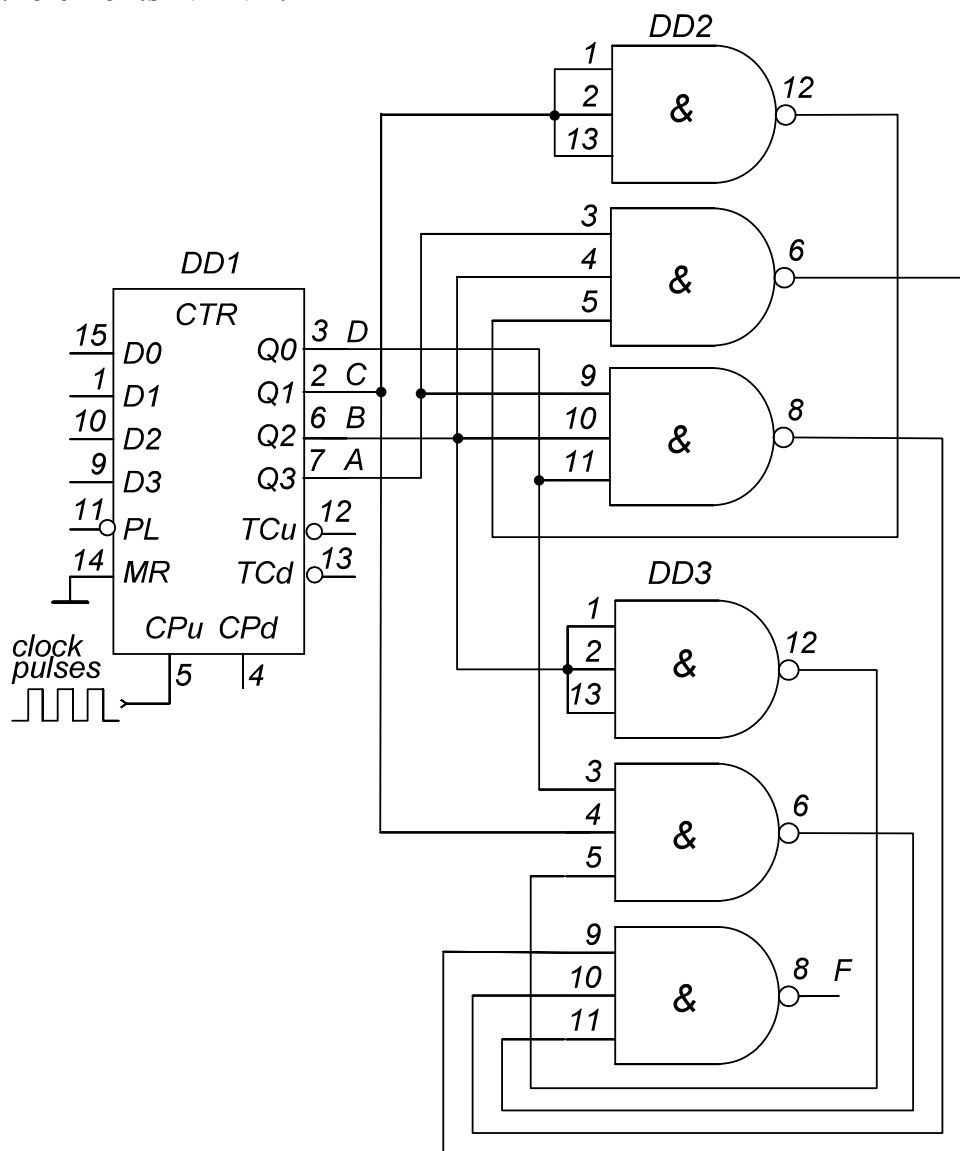 DD2
1
2
13
&
12
3
4
5
&
6
9
10
11
&
8
DD1
CTR
15 D0
1 D1
10 D2
9 D3
11 PL
14 MR
Q0 3 D
Q1 2 C
Q2 6 B
Q3 7 A
TCu 12
TCd 13
CPu CPd
5 4
clock
pulses
DD3
1
2
13
&
12
3
4
5
&
6
9
10
11
&
8 F